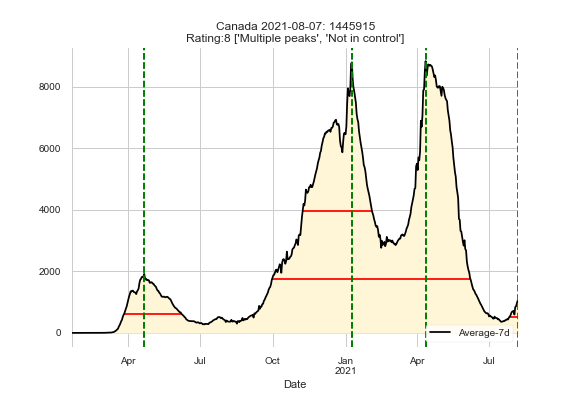 Canada 2021-08-07: 1445915
Rating:8 ['Multiple peaks', 'Not in control']
8000
6000
4000
2000
0
Average-7d
Apr
Jul
Oct
Jan
2021
Apr
Jul
Date